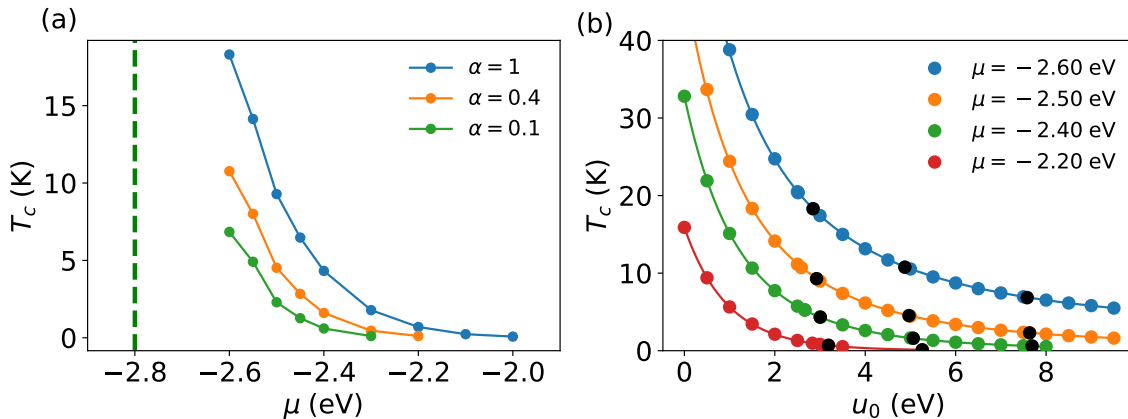 (a)
T_c (K)
15
10
5
0
α = 1
α = 0.4
α = 0.1
−2.8 −2.6 −2.4 −2.2 −2.0
μ (eV)
(b)
T_c (K)
40
30
20
10
0
μ = −2.60 eV
μ = −2.50 eV
μ = −2.40 eV
μ = −2.20 eV
0 2 4 6 8
u_0 (eV)